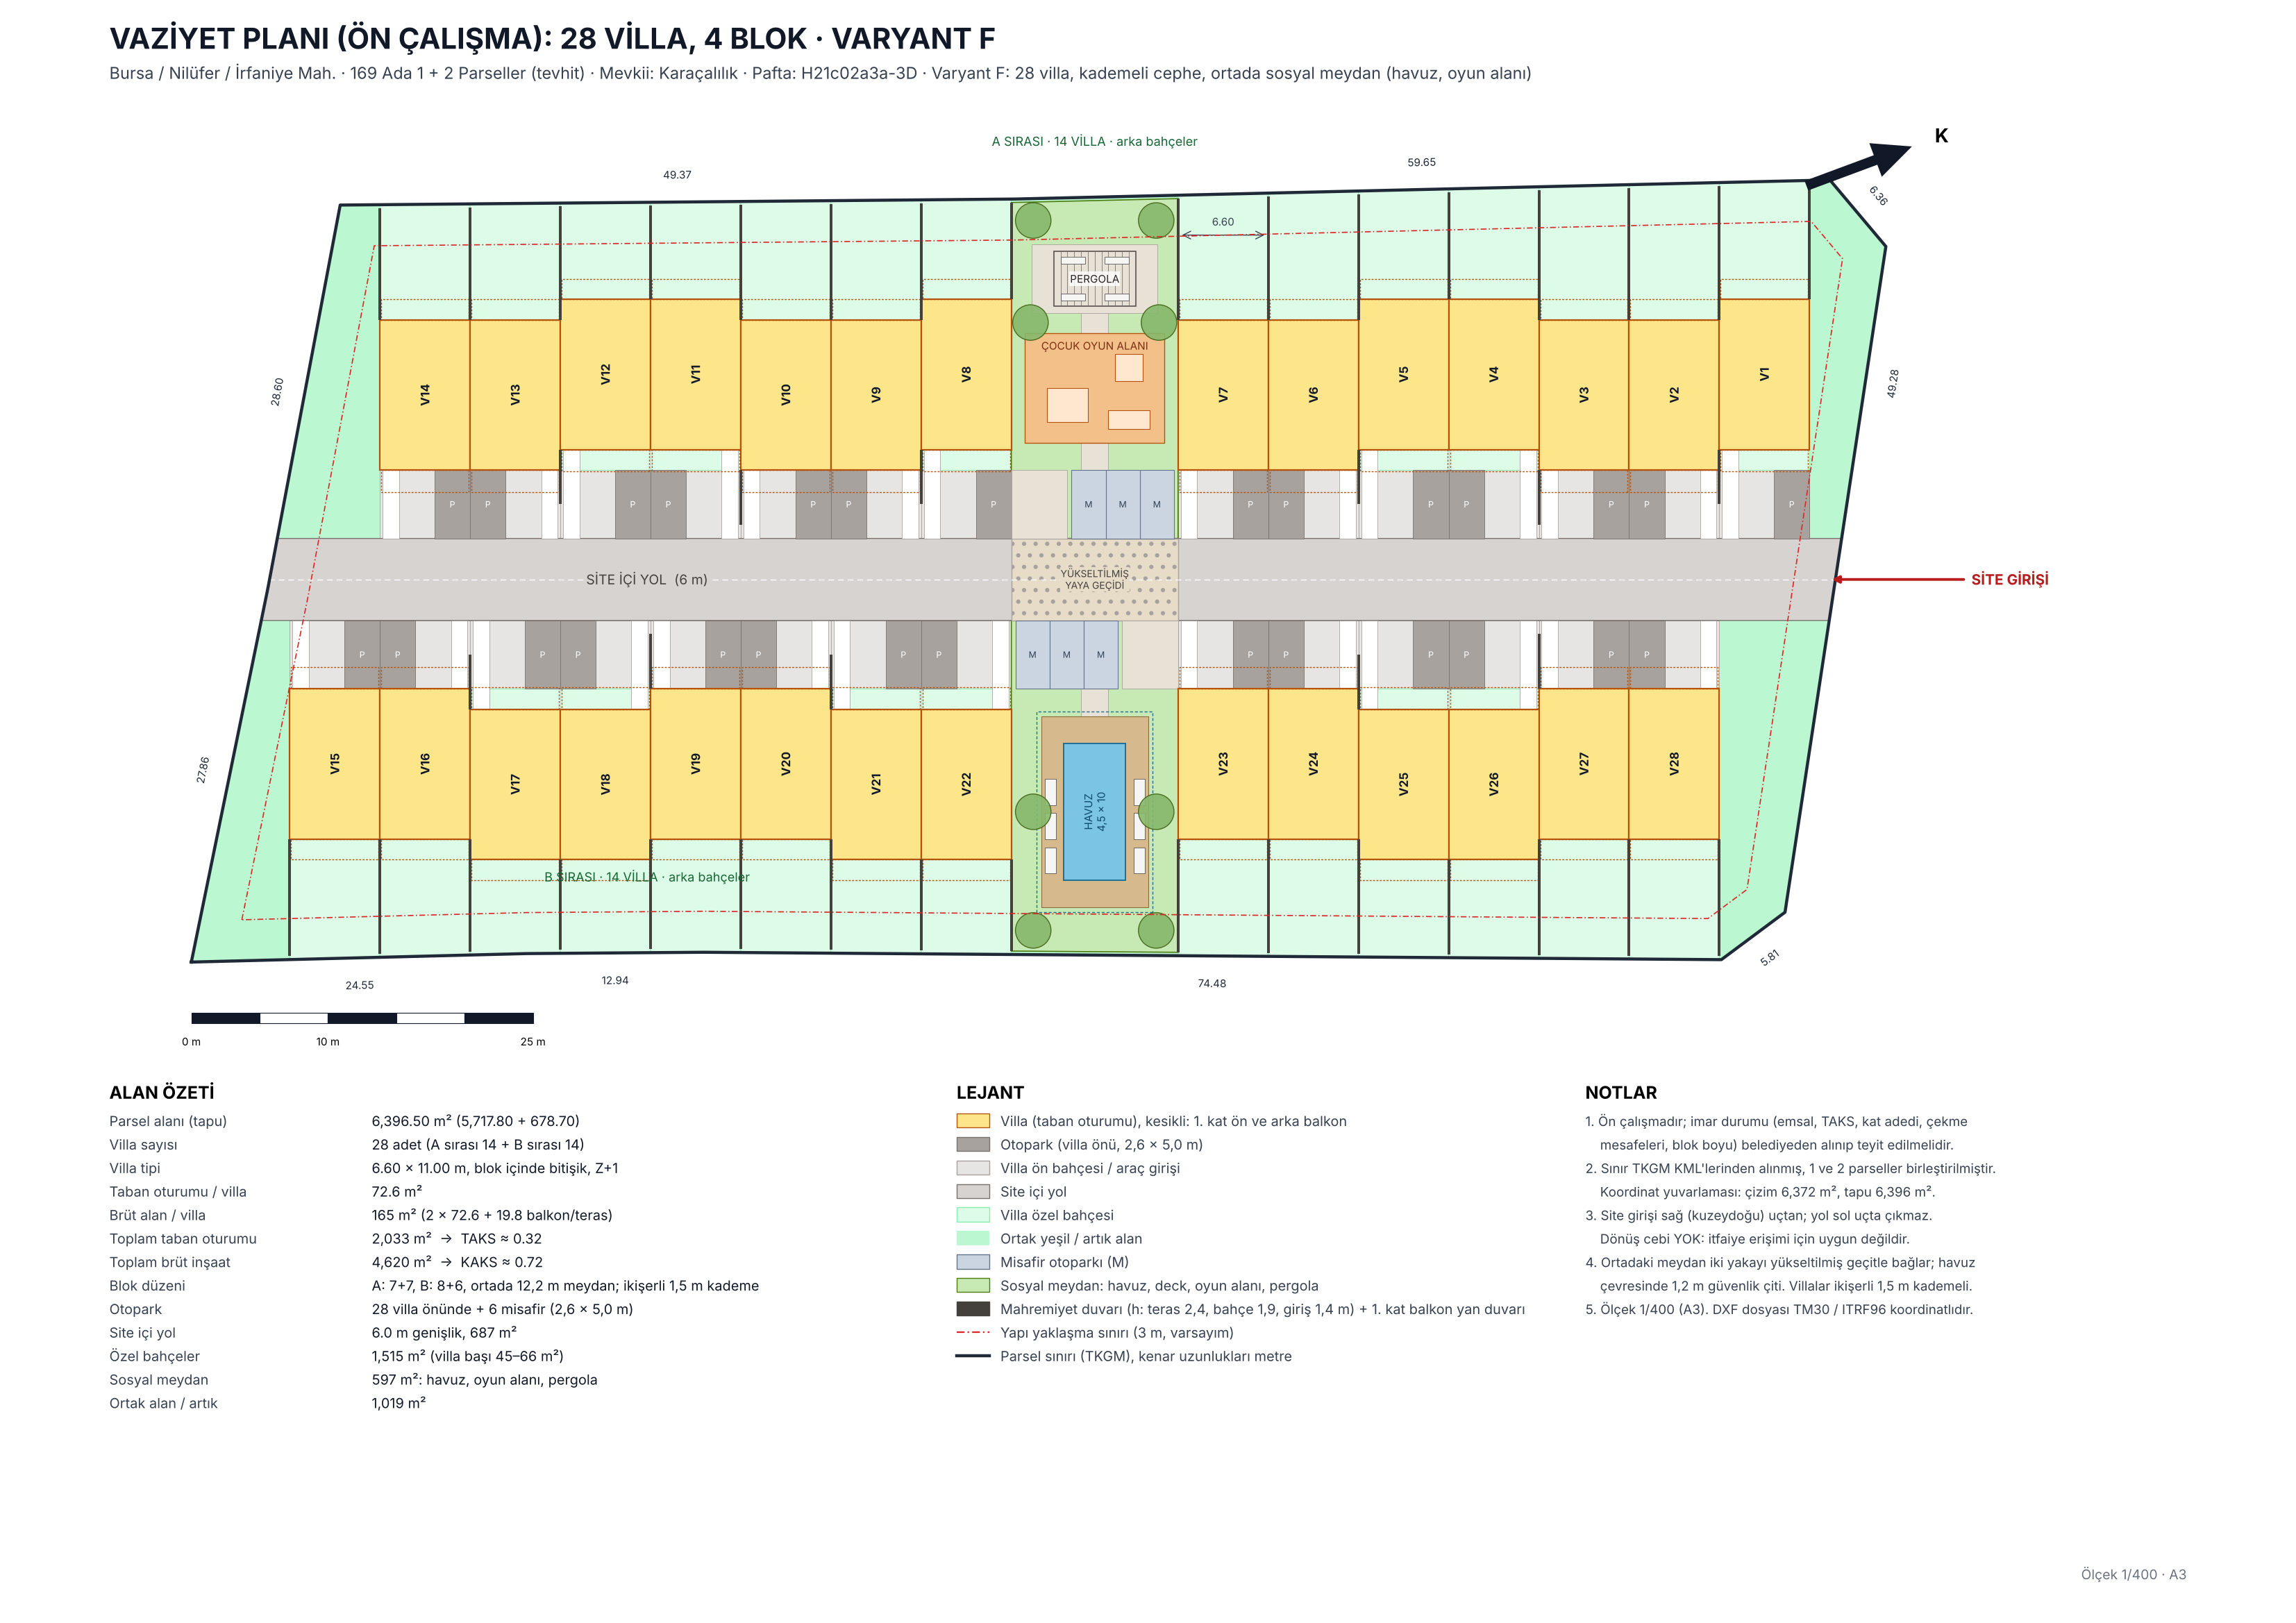 VAZİYET PLANI (ÖN ÇALIŞMA): 28 VİLLA, 4 BLOK · VARYANT F
Bursa / Nilüfer / İrfaniye Mah. · 169 Ada 1 + 2 Parseller (tevhit) · Mevkii: Karaçalılık · Pafta: H21c02a3a-3D · Varyant F: 28 villa, kademeli cephe, ortada sosyal meydan (havuz, oyun alanı)
K
A SIRASI · 14 VİLLA · arka bahçeler
49.37
59.65
6.36
6.60
PERGOLA
ÇOCUK OYUN ALANI
28.60
49.28
V14
V13
V12
V11
V10
V9
V8
V7
V6
V5
V4
V3
V2
V1
P P P P P P P M M M P P P P P P P
SİTE İÇİ YOL (6 m)
YÜKSELTİLMİŞ
YAYA GEÇİDİ
SİTE GİRİŞİ
P P P P P P P P M M M P P P P P P
V15
V16
V17
V18
V19
V20
V21
V22
HAVUZ
4,5 × 10
V23
V24
V25
V26
V27
V28
27.86
B SIRASI · 14 VİLLA · arka bahçeler
24.55
12.94
74.48
5.81
0 m
10 m
25 m
ALAN ÖZETİ
Parsel alanı (tapu) 6,396.50 m² (5,717.80 + 678.70)
Villa sayısı 28 adet (A sırası 14 + B sırası 14)
Villa tipi 6.60 × 11.00 m, blok içinde bitişik, Z+1
Taban oturumu / villa 72.6 m²
Brüt alan / villa 165 m² (2 × 72.6 + 19.8 balkon/teras)
Toplam taban oturumu 2,033 m² → TAKS ≈ 0.32
Toplam brüt inşaat 4,620 m² → KAKS ≈ 0.72
Blok düzeni A: 7+7, B: 8+6, ortada 12,2 m meydan; ikişerli 1,5 m kademe
Otopark 28 villa önünde + 6 misafir (2,6 × 5,0 m)
Site içi yol 6.0 m genişlik, 687 m²
Özel bahçeler 1,515 m² (villa başı 45–66 m²)
Sosyal meydan 597 m²: havuz, oyun alanı, pergola
Ortak alan / artık 1,019 m²
LEJANT
Villa (taban oturumu), kesikli: 1. kat ön ve arka balkon
Otopark (villa önü, 2,6 × 5,0 m)
Villa ön bahçesi / araç girişi
Site içi yol
Villa özel bahçesi
Ortak yeşil / artık alan
Misafir otoparkı (M)
Sosyal meydan: havuz, deck, oyun alanı, pergola
Mahremiyet duvarı (h: teras 2,4, bahçe 1,9, giriş 1,4 m) + 1. kat balkon yan duvarı
Yapı yaklaşma sınırı (3 m, varsayım)
Parsel sınırı (TKGM), kenar uzunlukları metre
NOTLAR
1. Ön çalışmadır; imar durumu (emsal, TAKS, kat adedi, çekme
mesafeleri, blok boyu) belediyeden alınıp teyit edilmelidir.
2. Sınır TKGM KML'lerinden alınmış, 1 ve 2 parseller birleştirilmiştir.
Koordinat yuvarlaması: çizim 6,372 m², tapu 6,396 m².
3. Site girişi sağ (kuzeydoğu) uçtan; yol sol uçta çıkmaz.
Dönüş cebi YOK: itfaiye erişimi için uygun değildir.
4. Ortadaki meydan iki yakayı yükseltilmiş geçitle bağlar; havuz
çevresinde 1,2 m güvenlik çiti. Villalar ikişerli 1,5 m kademeli.
5. Ölçek 1/400 (A3). DXF dosyası TM30 / ITRF96 koordinatlıdır.
Ölçek 1/400 · A3